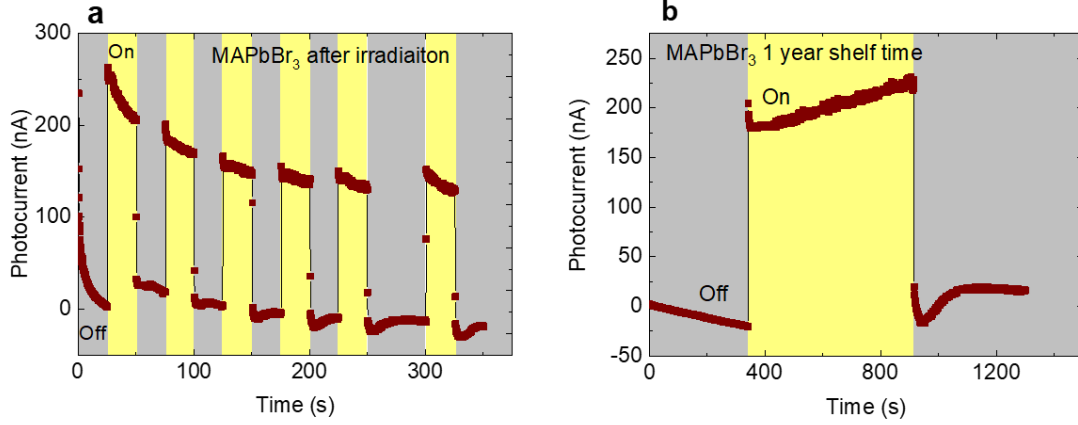 a
300
200
100
0
Photocurrent (nA)
On
MAPbBr₃ after irradiaiton
Off
0
100
200
300
Time (s)
b
250
225
200
150
100
50
0
-50
Photocurrent (nA)
MAPbBr₃ 1 year shelf time
On
Off
0
400
800
1200
Time (s)